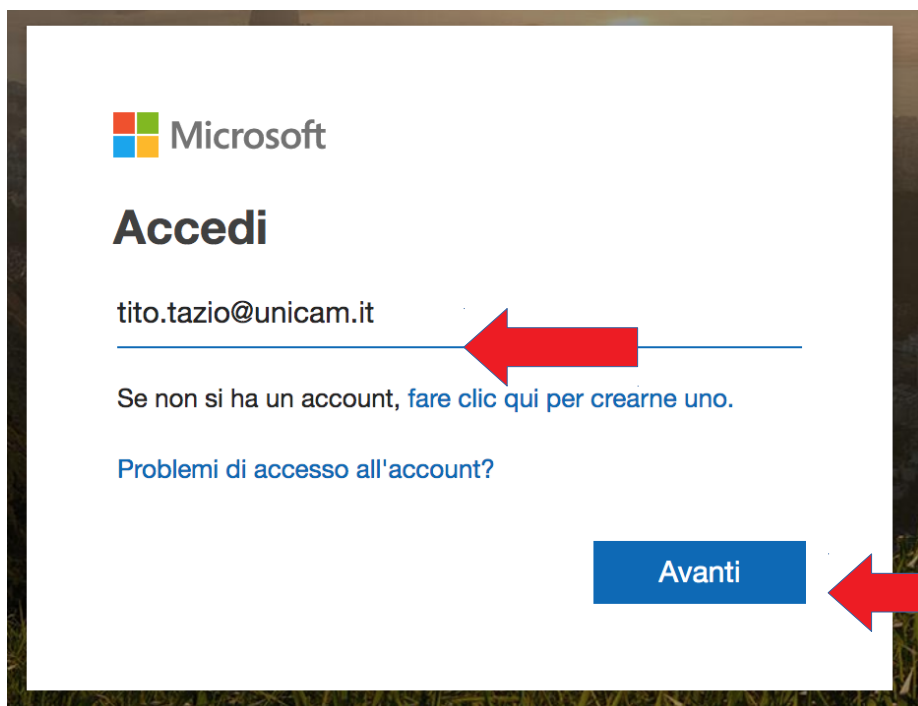 Microsoft
Accedi
tito.tazio@unicam.it
Se non si ha un account, fare clic qui per crearne uno.
Problemi di accesso all'account?
Avanti